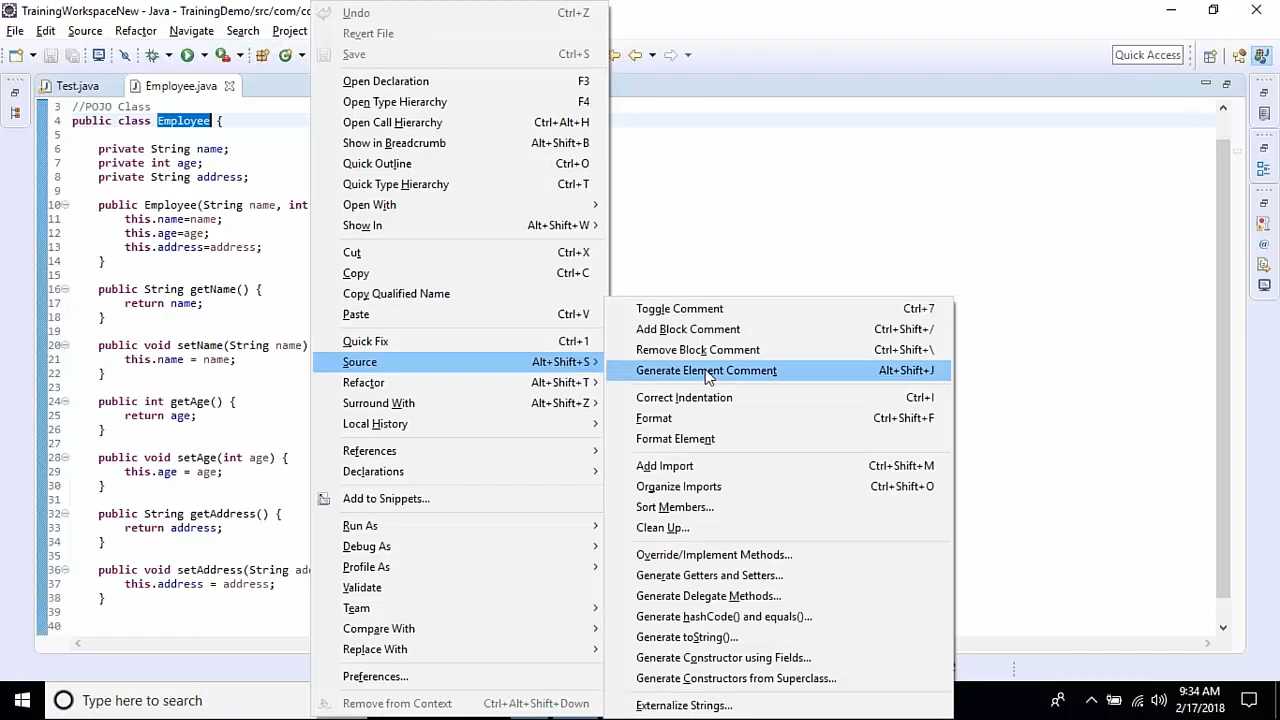 TrainingWorkspaceNew - Java - TrainingDemo/src/com/co
File Edit Source Refactor Navigate Search Project
Quick Access
Test.java Employee.java
3 //POJO Class
4 public class Employee {
5
6 private String name;
7 private int age;
8 private String address;
9
10 public Employee(String name, int
11 this.name=name;
12 this.age=age;
13 this.address=address;
14 }
15
16 public String getName() {
17 return name;
18 }
19
20 public void setName(String name)
21 this.name = name;
22 }
23
24 public int getAge() {
25 return age;
26 }
27
28 public void setAge(int age) {
29 this.age = age;
30 }
31
32 public String getAddress() {
33 return address;
34 }
35
36 public void setAddress(String ad
37 this.address = address;
38 }
39
40
Undo Ctrl+Z
Revert File
Save Ctrl+S
Open Declaration F3
Open Type Hierarchy F4
Open Call Hierarchy Ctrl+Alt+H
Show in Breadcrumb Alt+Shift+B
Quick Outline Ctrl+O
Quick Type Hierarchy Ctrl+T
Open With
Show In Alt+Shift+W
Cut Ctrl+X
Copy Ctrl+C
Copy Qualified Name
Paste Ctrl+V
Quick Fix Ctrl+1
Source Alt+Shift+S
Refactor Alt+Shift+T
Surround With Alt+Shift+Z
Local History
References
Declarations
Add to Snippets...
Run As
Debug As
Profile As
Validate
Team
Compare With
Replace With
Preferences...
Remove from Context Ctrl+Alt+Shift+Down
Toggle Comment Ctrl+7
Add Block Comment Ctrl+Shift+/
Remove Block Comment Ctrl+Shift+\
Generate Element Comment Alt+Shift+J
Correct Indentation Ctrl+I
Format Ctrl+Shift+F
Format Element
Add Import Ctrl+Shift+M
Organize Imports Ctrl+Shift+O
Sort Members...
Clean Up...
Override/Implement Methods...
Generate Getters and Setters...
Generate Delegate Methods...
Generate hashCode() and equals()...
Generate toString()...
Generate Constructor using Fields...
Generate Constructors from Superclass...
Externalize Strings...
Type here to search
9:34 AM
2/17/2018